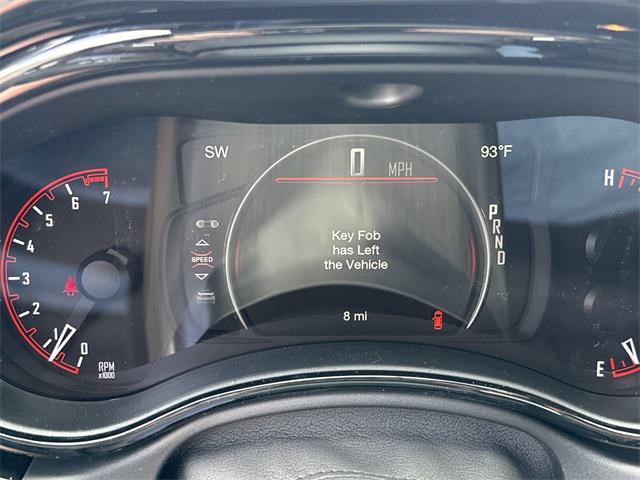 SW
0 MPH
93°F
7
6
5
4
3
2
1
0
RPM
x1000
SPEED
Key Fob
has Left
the Vehicle
8 mi
P
R
N
D
H
E